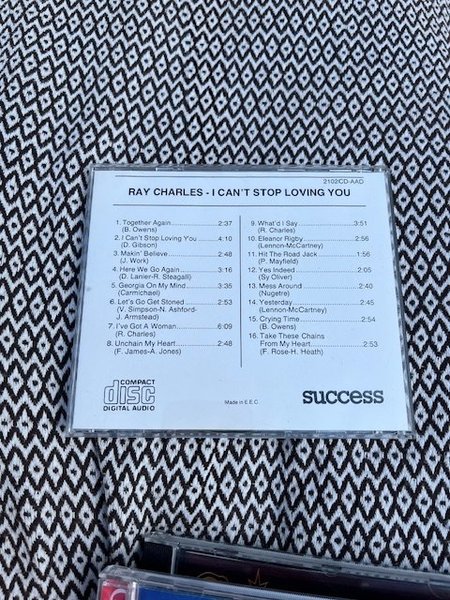 2102CD-AAD
RAY CHARLES - I CAN'T STOP LOVING YOU
1. Together Again 2:37
(B. Owens)
2. I Can't Stop Loving You 4:10
(D. Gibson)
3. Makin' Believe 2:48
(J. Work)
4. Here We Go Again 3:16
(D. Lanier-R. Steagall)
5. Georgia On My Mind 3:35
(Carmichael)
6. Let's Go Get Stoned 2:53
(V. Simpson-N. Ashford-
J. Armstead)
7. I've Got A Woman 6:09
(R. Charles)
8. Unchain My Heart 2:48
(F. James-A. Jones)
9. What'd I Say 3:51
(R. Charles)
10. Eleanor Rigby 2:56
(Lennon-McCartney)
11. Hit The Road Jack 1:56
(P. Mayfield)
12. Yes Indeed 2:05
(Sy Oliver)
13. Mess Around 2:40
(Nugetre)
14. Yesterday 2:45
(Lennon-McCartney)
15. Crying Time 2:54
(B. Owens)
16. Take These Chains
From My Heart 2:53
(F. Rose-H. Heath)
COMPACT
disc
DIGITAL AUDIO
Made in E.E.C.
success